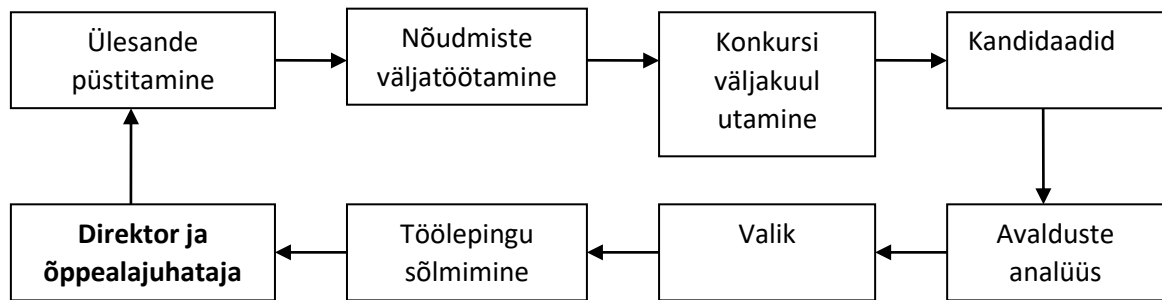 Ülesande
püstitamine
Nõudmiste
väljatöötamine
Konkursi
väljakuul
utamine
Kandidaadid
Direktor ja
õppealajuhataja
Töölepingu
sõlmimine
Valik
Avalduste
analüüs